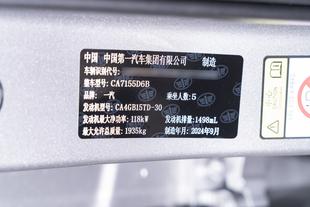 中国 中国第一汽车集团有限公司 制造
车辆识别代号:
整车型号: CA7155D6B
品牌: 一汽 乘坐人数: 5
发动机型号: CA4GB15TD-30
发动机最大净功率: 118kW 发动机排量: 1498mL
最大允许总质量: 1935kg 制造年月: 2024年9月